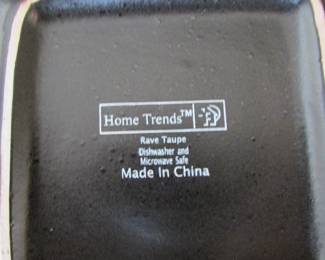 Home Trends™
Rave Taupe
Dishwasher and
Microwave Safe
Made In China